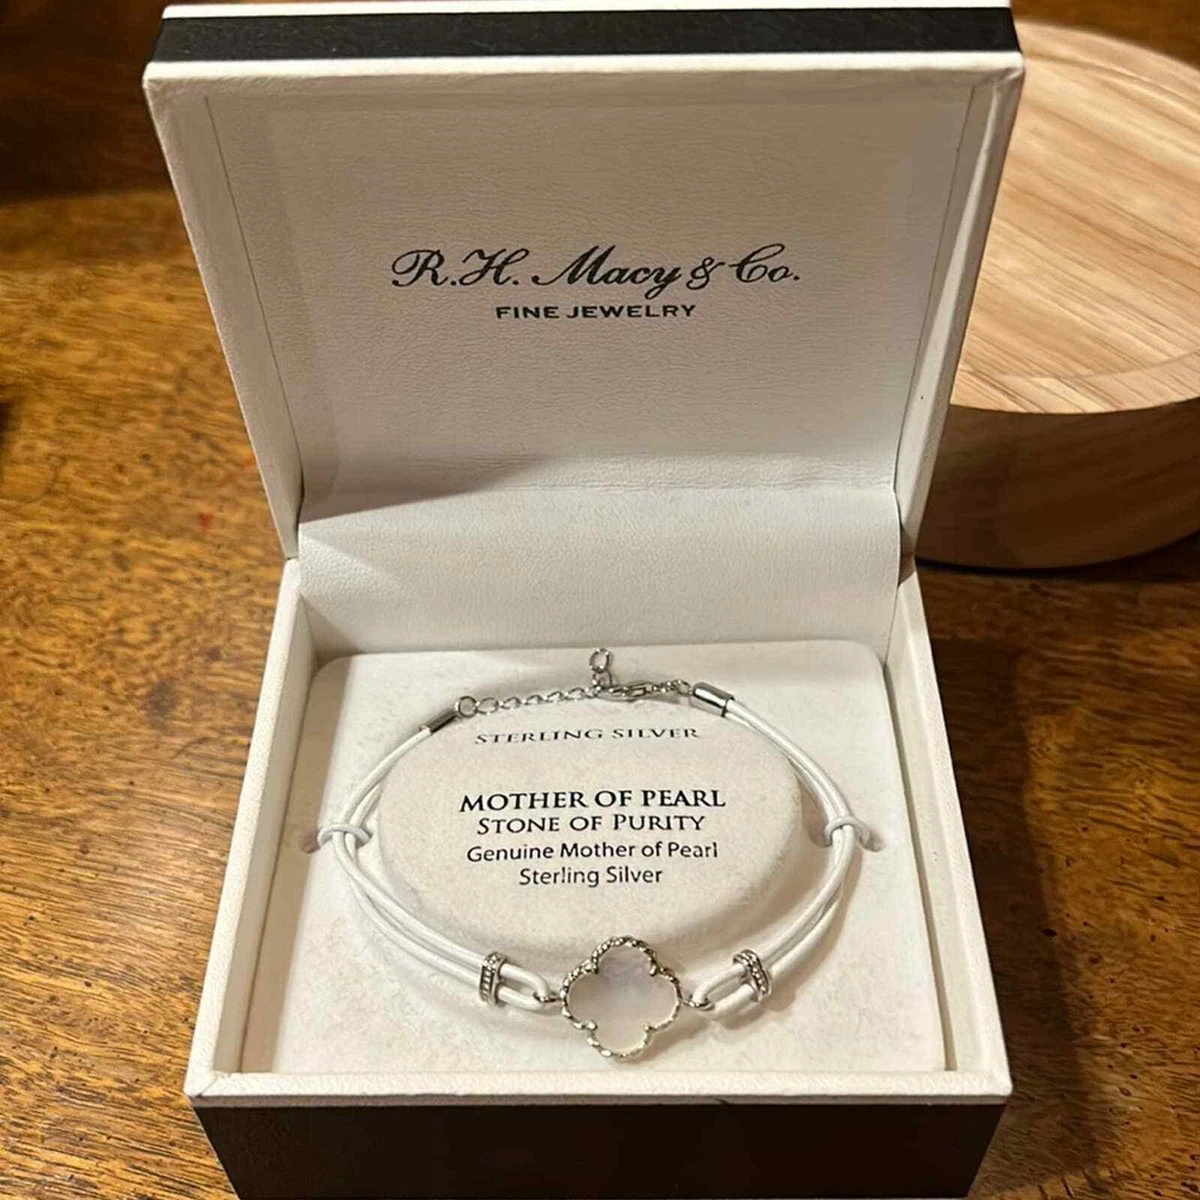 R.H. Macy & Co.
FINE JEWELRY
STERLING SILVER
MOTHER OF PEARL
STONE OF PURITY
Genuine Mother of Pearl
Sterling Silver